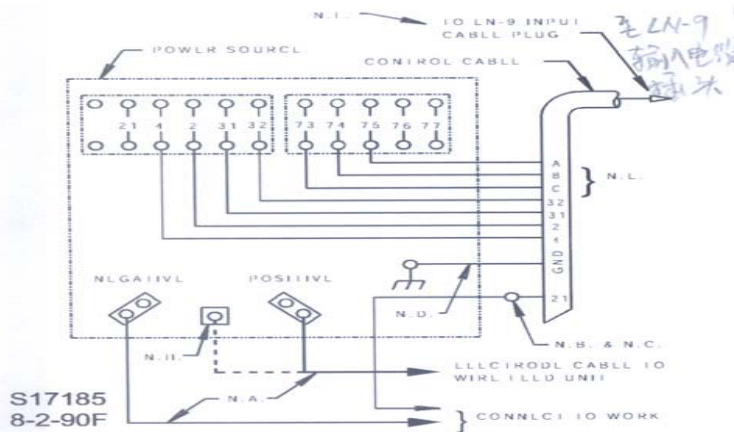 N.I.
TO LN-9 INPUT
CABLE PLUG
至 LN-9
输入电缆
插头
POWER SOURCE
CONTROL CABLE
21 4 2 31 32 73 74 75 76 77
A
B
C
N.L.
32
31
2
4
GND
21
NEGATIVE
POSITIVE
N.D.
N.H.
N.B. & N.C.
ELECTRODE CABLE TO
WIRE FEED UNIT
N.A.
S17185
8-2-90F
CONNECT TO WORK